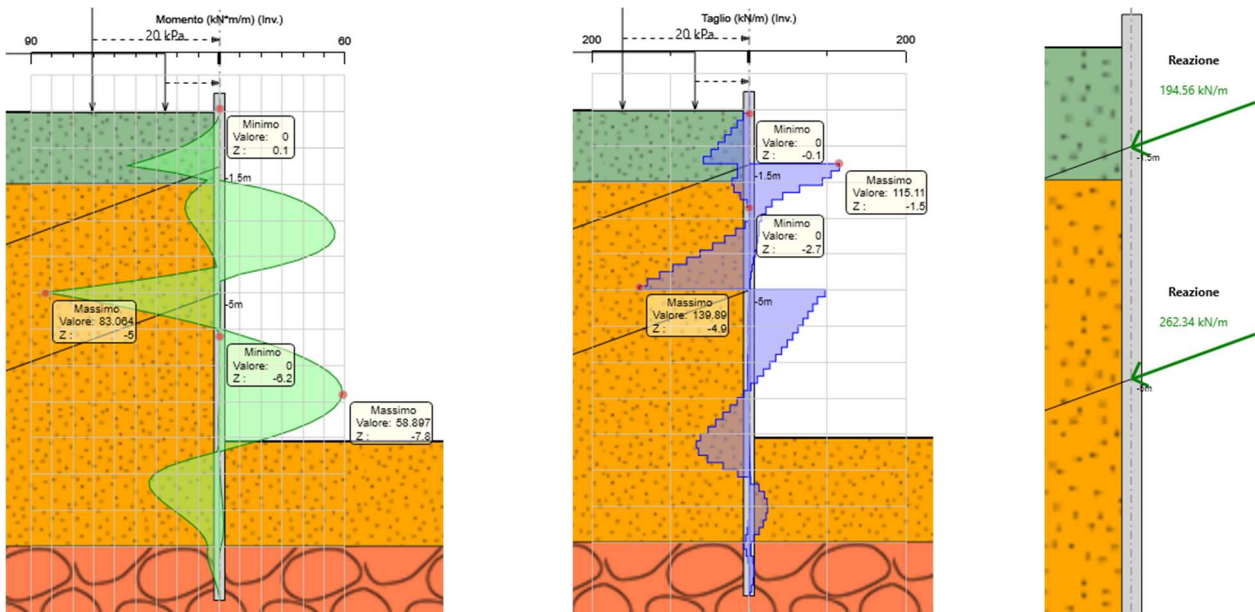 Momento (kN*m/m) (Inv.)
20 kPa
90
60
Minimo
Valore: 0
Z : 0.1
-1.5m
Massimo
Valore: 83.064
Z : -5
-5m
Minimo
Valore: 0
Z : -6.2
Massimo
Valore: 58.897
Z : -7.8
Taglio (kN/m) (Inv.)
20 kPa
200
200
Minimo
Valore: 0
Z : -0.1
-1.5m
Massimo
Valore: 115.11
Z : -1.5
Minimo
Valore: 0
Z : -2.7
Massimo
Valore: 139.89
Z : -4.9
-5m
Reazione
194.56 kN/m
-1.5m
Reazione
262.34 kN/m
-5m